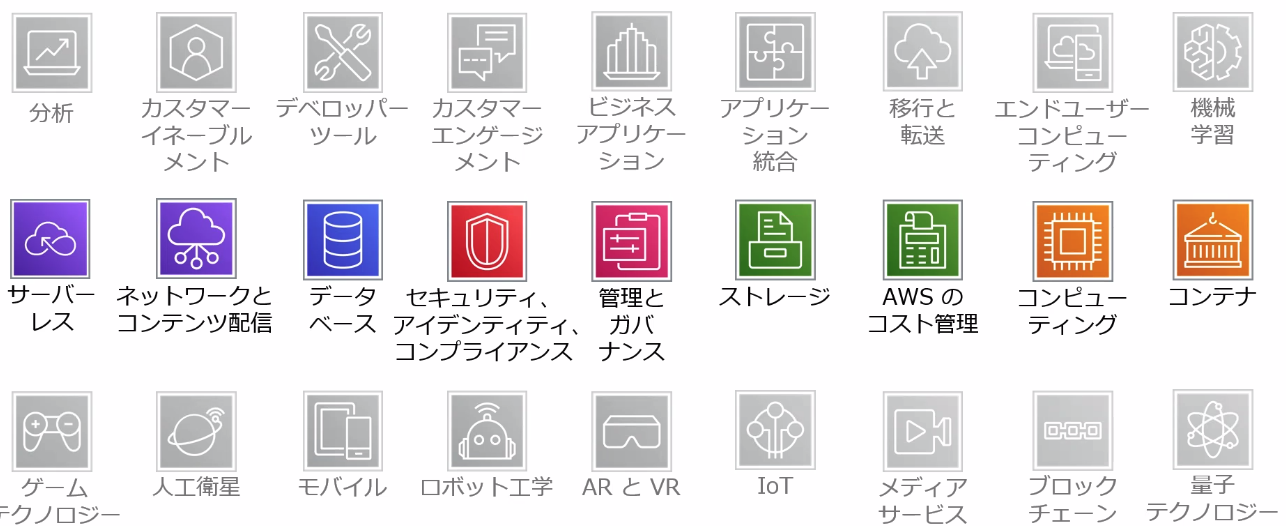 分析
カスタマー
イネーブル
メント
デベロッパー
ツール
カスタマー
エンゲージ
メント
ビジネス
アプリケー
ション
アプリケー
ション
統合
移行と
転送
エンドユーザー
コンピュー
ティング
機械
学習
サーバー
レス
ネットワークと
コンテンツ配信
データ
ベース
セキュリティ、
アイデンティティ、
コンプライアンス
管理と
ガバ
ナンス
ストレージ
AWS の
コスト管理
コンピュー
ティング
コンテナ
ゲーム
テクノロジー
人工衛星
モバイル
ロボット工学
AR と VR
IoT
メディア
サービス
ブロック
チェーン
量子
テクノロジー